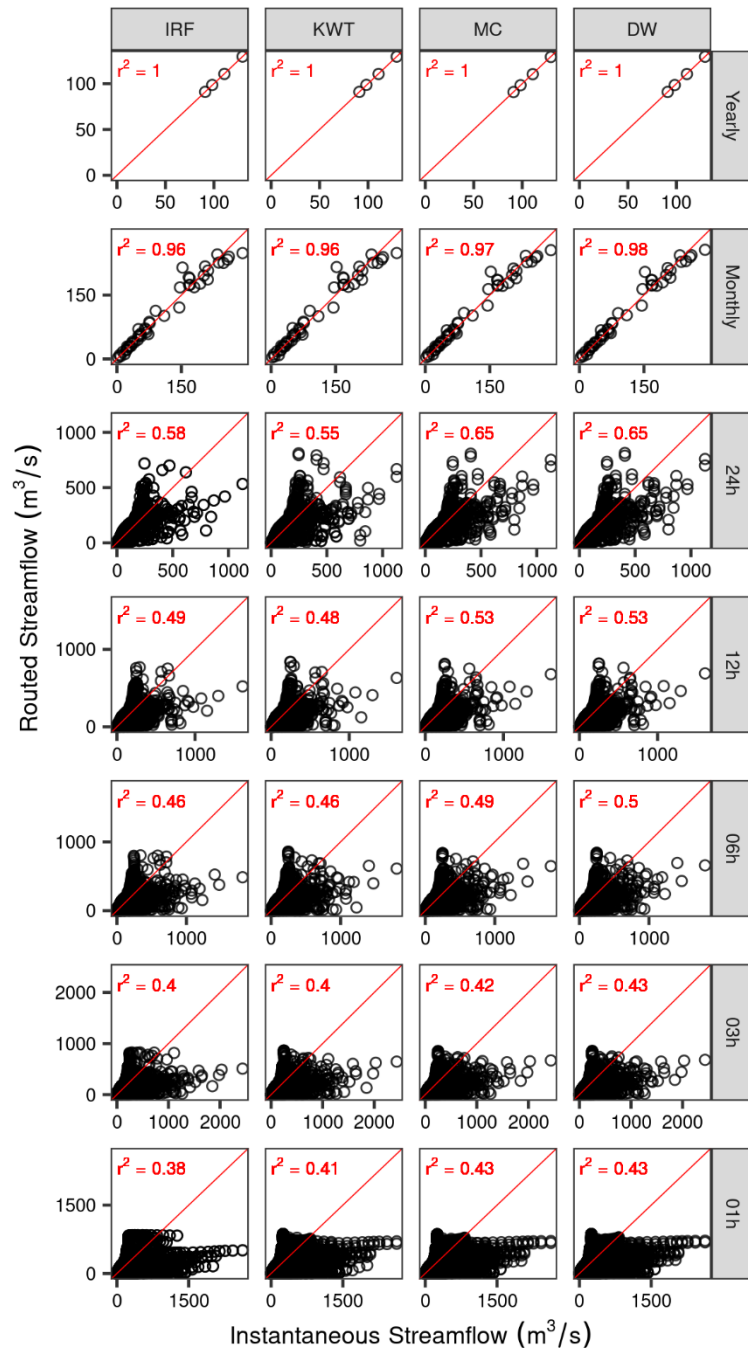 IRF KWT MC DW
r² = 1 r² = 1 r² = 1 r² = 1
100
50
0
Yearly
0 50 100 0 50 100 0 50 100 0 50 100
r² = 0.96 r² = 0.96 r² = 0.97 r² = 0.98
150
0
Monthly
0 150 0 150 0 150 0 150
1000
r² = 0.58 r² = 0.55 r² = 0.65 r² = 0.65
500
0
24h
0 500 1000 0 500 1000 0 500 1000 0 500 1000
r² = 0.49 r² = 0.48 r² = 0.53 r² = 0.53
1000
0
12h
0 1000 0 1000 0 1000 0 1000
r² = 0.46 r² = 0.46 r² = 0.49 r² = 0.5
1000
0
06h
0 1000 0 1000 0 1000 0 1000
2000
r² = 0.4 r² = 0.4 r² = 0.42 r² = 0.43
1000
0
03h
0 1000 2000 0 1000 2000 0 1000 2000 0 1000 2000
r² = 0.38 r² = 0.41 r² = 0.43 r² = 0.43
1500
0
01h
0 1500 0 1500 0 1500 0 1500
Routed Streamflow (m³/s)
Instantaneous Streamflow (m³/s)